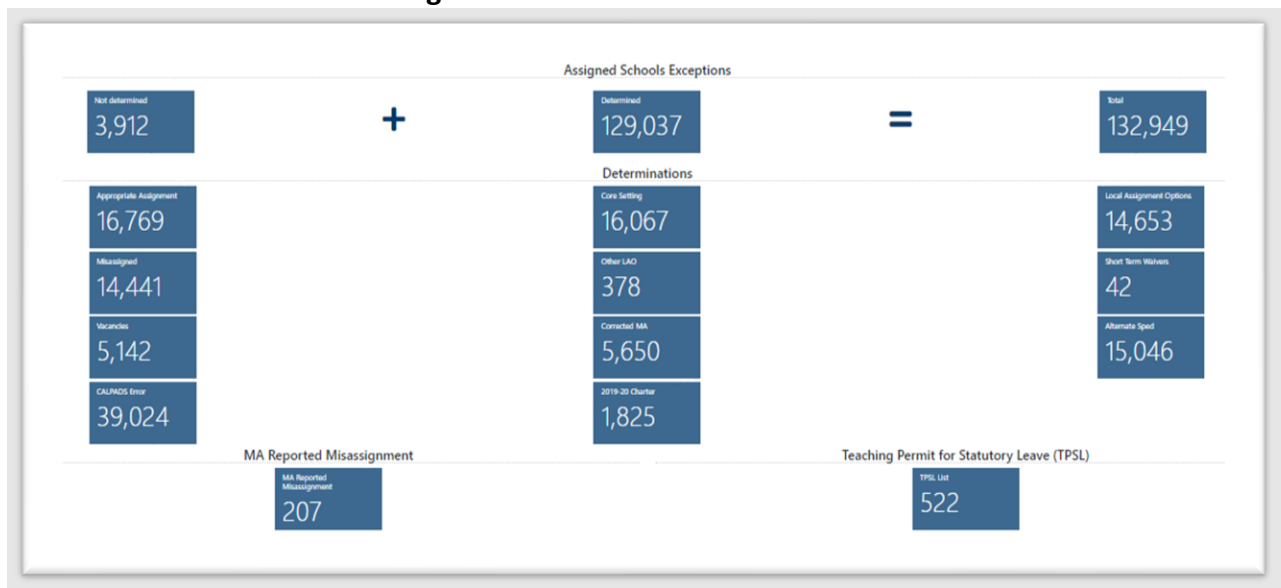 Assigned Schools Exceptions
Not determined
3,912
+
Determined
129,037
=
Total
132,949
Determinations
Appropriate Assignment
16,769
Core Setting
16,067
Local Assignment Options
14,653
Misassigned
14,441
Other LAO
378
Short Term Waivers
42
Vacancies
5,142
Corrected MA
5,650
Alternate Sped
15,046
CALPADS Error
39,024
2019-20 Charter
1,825
MA Reported Misassignment
MA Reported
Misassignment
207
Teaching Permit for Statutory Leave (TPSL)
TPSL List
522